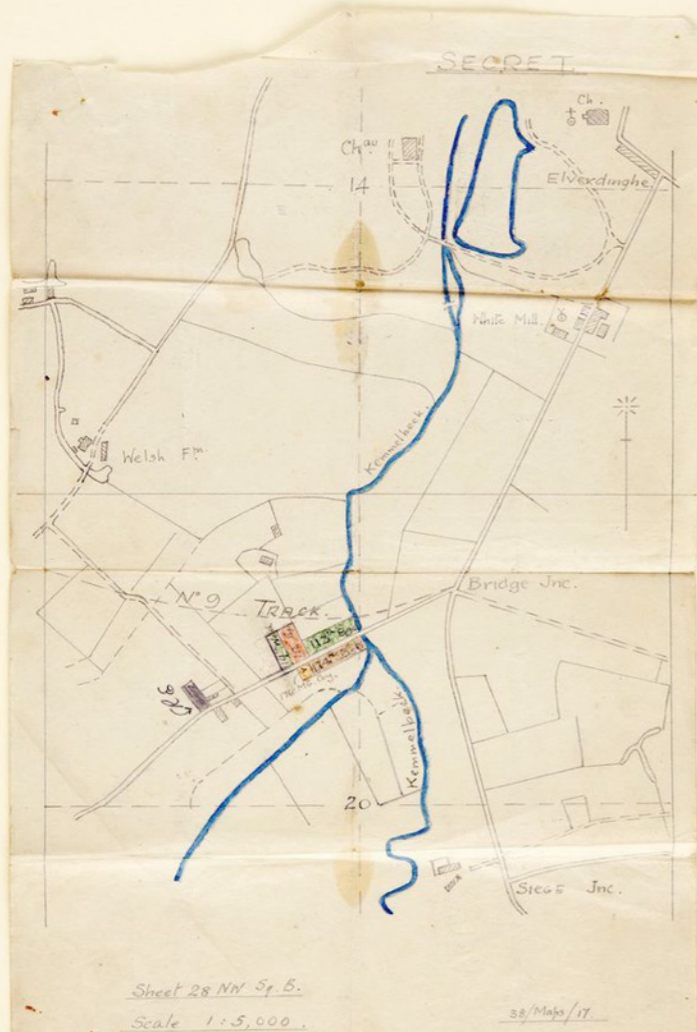 SECRET.
Ch.
Chau.
14
Elverdinghe.
White Mill.
Kemmelbeek.
Welsh Fm.
Bridge Jnc.
No 9 TRACK.
Kemmelbeek
20
SIEGE Jnc.
Sheet 28 NW Sq. B.
Scale 1:5,000.
38/Maps/17.